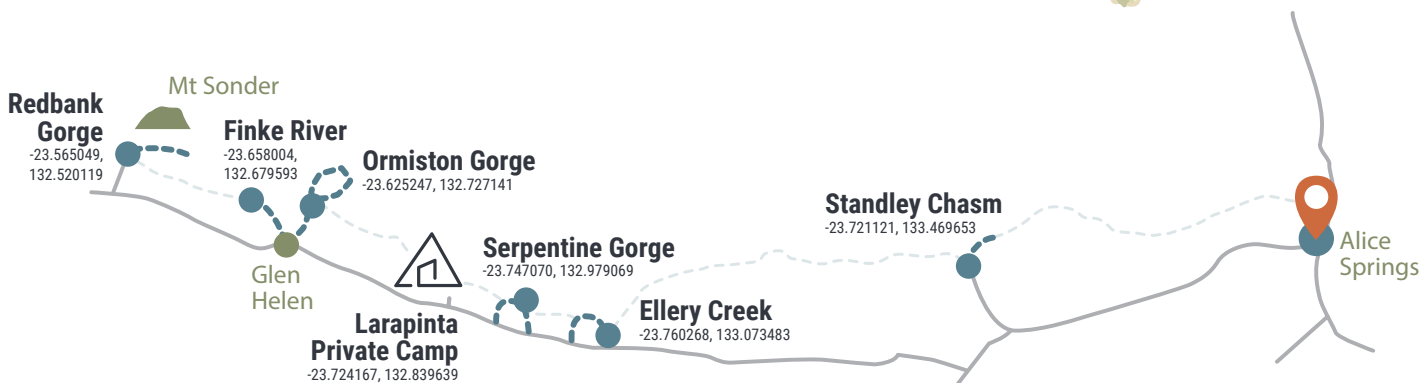 Mt Sonder
Redbank
Gorge
-23.565049,
132.520119
Finke River
-23.658004,
132.679593
Ormiston Gorge
-23.625247, 132.727141
Glen
Helen
Larapinta
Private Camp
-23.724167, 132.839639
Serpentine Gorge
-23.747070, 132.979069
Ellery Creek
-23.760268, 133.073483
Standley Chasm
-23.721121, 133.469653
Alice
Springs